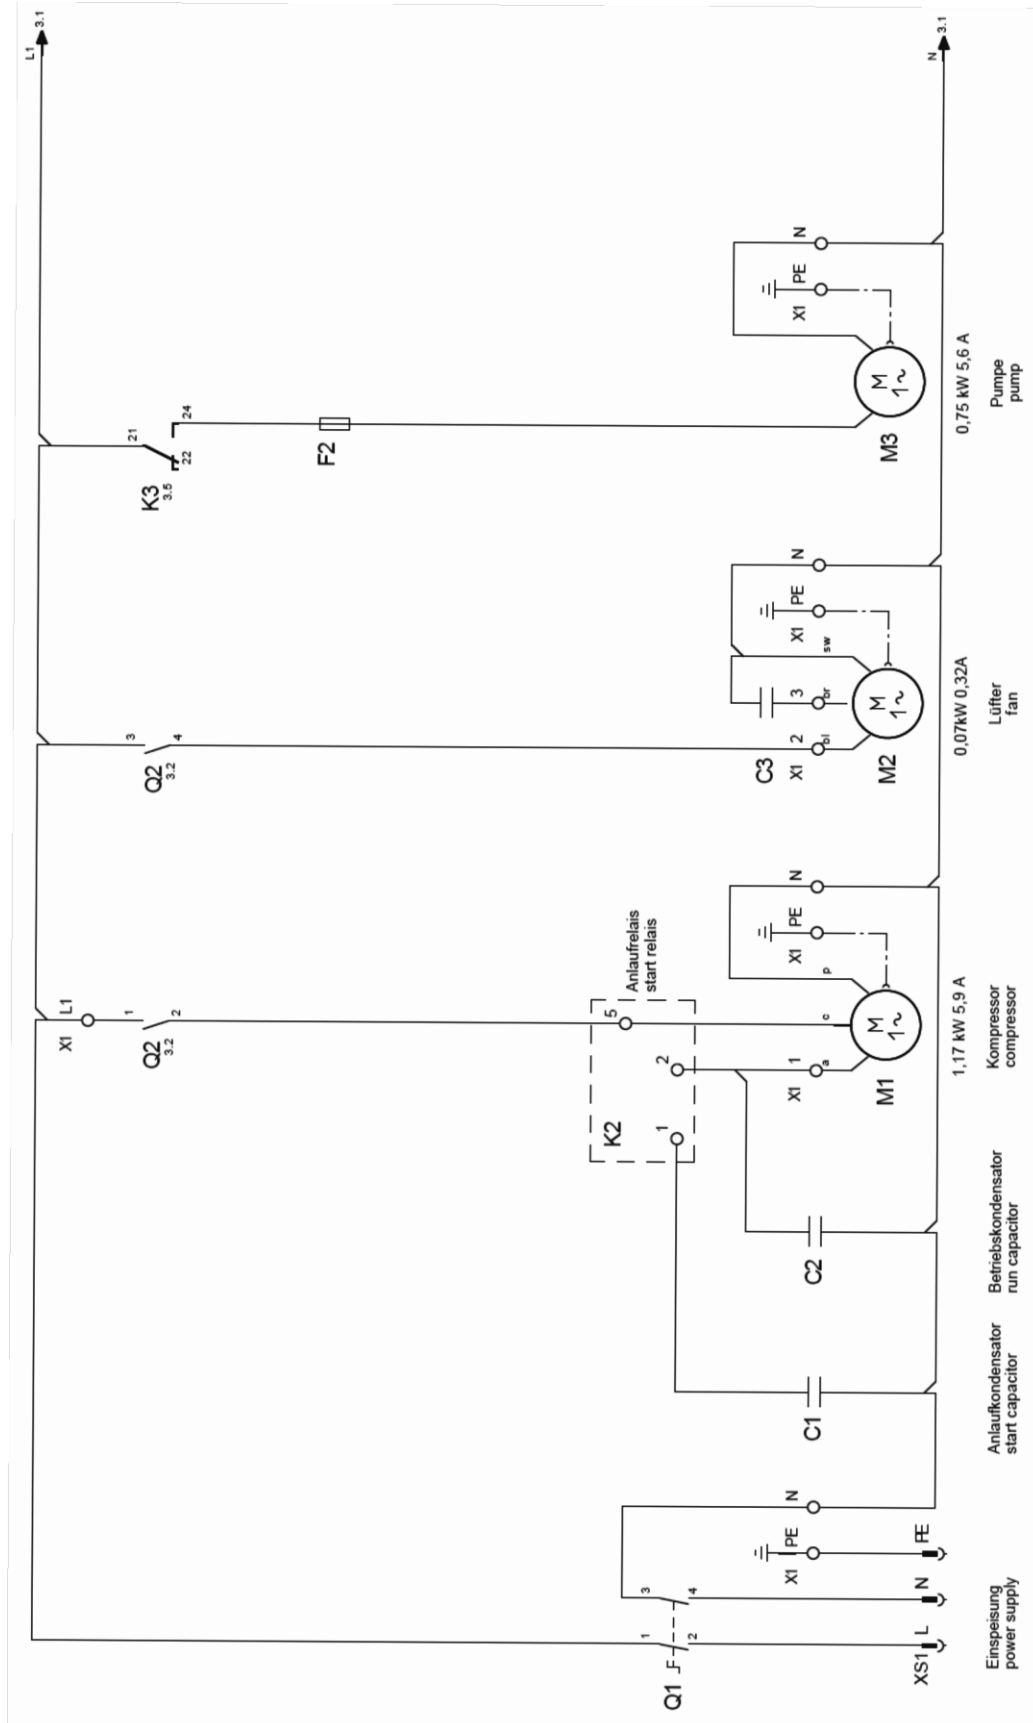 L1
3.1
X1
L1
1
2
Q2
3.2
3
4
Q2
3.2
21
22
24
K3
3.5
F2
N
3.1
Q1
1
2
3
4
XS1
L
N
PE
X1
PE
N
C1
C2
K2
1
2
5
Anlaufrelais
start relais
X1
1
a
c
p
X1
PE
N
M1
M
1~
C3
X1
2
bl
3
br
sw
X1
PE
N
M2
M
1~
X1
PE
N
M3
M
1~
Einspeisung
power supply
Anlaufkondensator
start capacitor
Betriebskondensator
run capacitor
1,17 kW 5,9 A
Kompressor
compressor
0,07kW 0,32A
Lüfter
fan
0,75 kW 5,6 A
Pumpe
pump